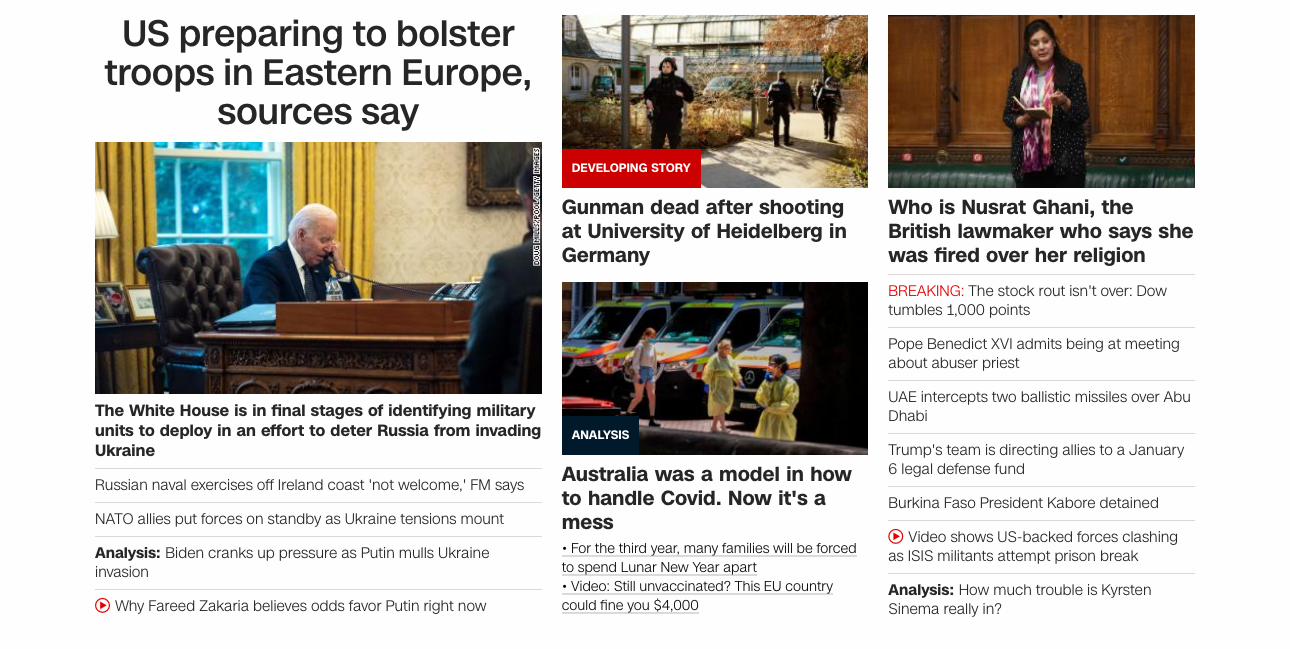 US preparing to bolster
troops in Eastern Europe,
sources say
DOUG MILLS/POOL/GETTY IMAGES
The White House is in final stages of identifying military
units to deploy in an effort to deter Russia from invading
Ukraine
Russian naval exercises off Ireland coast 'not welcome,' FM says
NATO allies put forces on standby as Ukraine tensions mount
Analysis: Biden cranks up pressure as Putin mulls Ukraine
invasion
Why Fareed Zakaria believes odds favor Putin right now
DEVELOPING STORY
Gunman dead after shooting
at University of Heidelberg in
Germany
ANALYSIS
Australia was a model in how
to handle Covid. Now it's a
mess
• For the third year, many families will be forced
to spend Lunar New Year apart
• Video: Still unvaccinated? This EU country
could fine you $4,000
Who is Nusrat Ghani, the
British lawmaker who says she
was fired over her religion
BREAKING: The stock rout isn't over: Dow
tumbles 1,000 points
Pope Benedict XVI admits being at meeting
about abuser priest
UAE intercepts two ballistic missiles over Abu
Dhabi
Trump's team is directing allies to a January
6 legal defense fund
Burkina Faso President Kabore detained
Video shows US-backed forces clashing
as ISIS militants attempt prison break
Analysis: How much trouble is Kyrsten
Sinema really in?